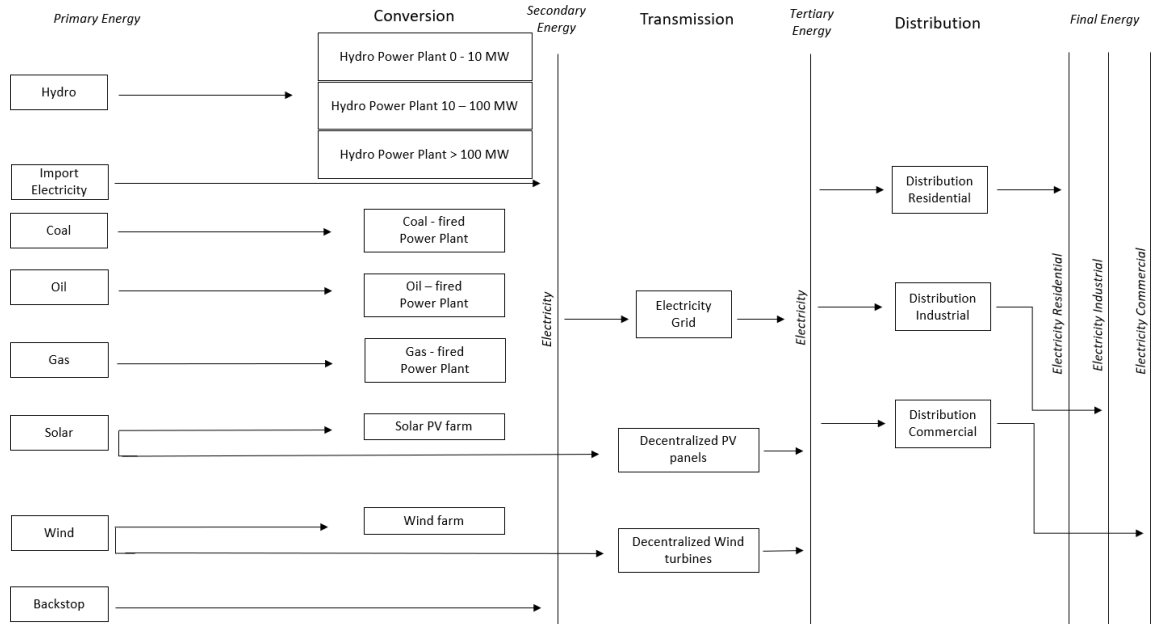 Primary Energy
Conversion
Secondary
Energy
Transmission
Tertiary
Energy
Distribution
Final Energy
Hydro
Hydro Power Plant 0 - 10 MW
Hydro Power Plant 10 – 100 MW
Hydro Power Plant > 100 MW
Import
Electricity
Coal
Coal - fired
Power Plant
Oil
Oil – fired
Power Plant
Gas
Gas - fired
Power Plant
Solar
Solar PV farm
Wind
Wind farm
Backstop
Electricity
Electricity
Grid
Decentralized PV
panels
Decentralized Wind
turbines
Electricity
Distribution
Residential
Distribution
Industrial
Distribution
Commercial
Electricity Residential
Electricity Industrial
Electricity Commercial